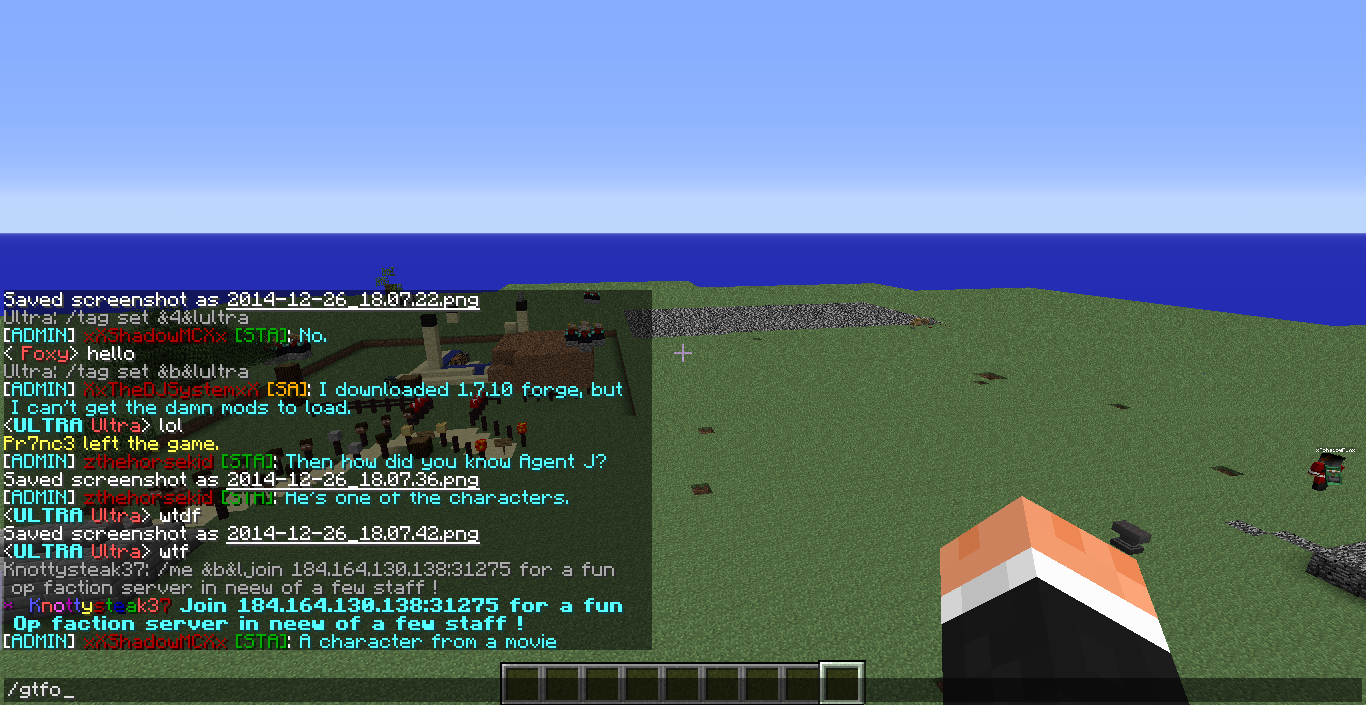 Saved screenshot as 2014-12-26_18.07.22.png
Ultra: /tag set &4&lultra
[ADMIN] xXShadowMCXx [STA]: No.
< Foxy> hello
Ultra: /tag set &b&lultra
[ADMIN] XxTheDJSystemxX [SA]: I downloaded 1.7.10 forge, but
I can't get the damn mods to load.
<ULTRA Ultra> lol
Pr7nc3 left the game.
[ADMIN] zthehorsekid [STA]: Then how did you know Agent J?
Saved screenshot as 2014-12-26_18.07.36.png
[ADMIN] zthehorsekid [STA]: He's one of the characters.
<ULTRA Ultra> wtdf
Saved screenshot as 2014-12-26_18.07.42.png
<ULTRA Ultra> wtf
Knottysteak37: /me &b&ljoin 184.164.130.138:31275 for a fun
op faction server in neew of a few staff !
* Knottysteak37 Join 184.164.130.138:31275 for a fun
Op faction server in neew of a few staff !
[ADMIN] xXShadowMCXx [STA]: A character from a movie
/gtfo_